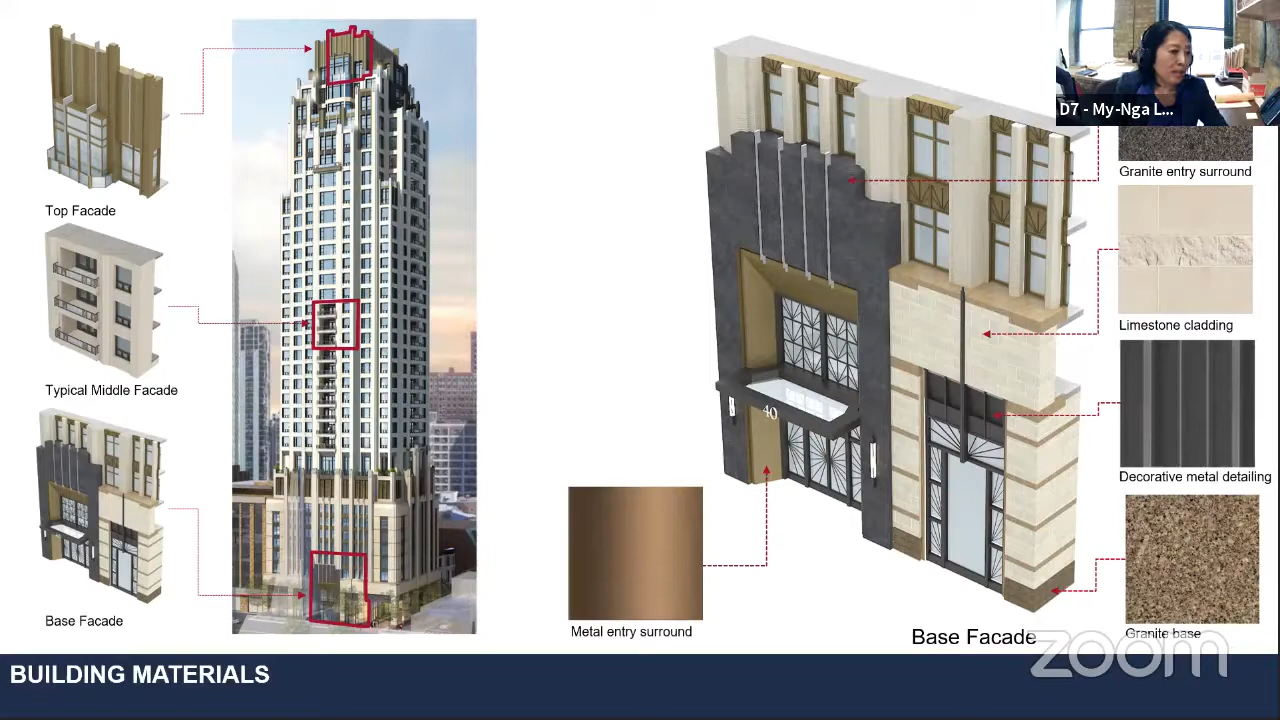 D7 - My-Nga L...
Top Facade
Typical Middle Facade
Base Facade
40
Metal entry surround
Granite entry surround
Limestone cladding
Decorative metal detailing
Granite base
Base Facade
zoom
BUILDING MATERIALS